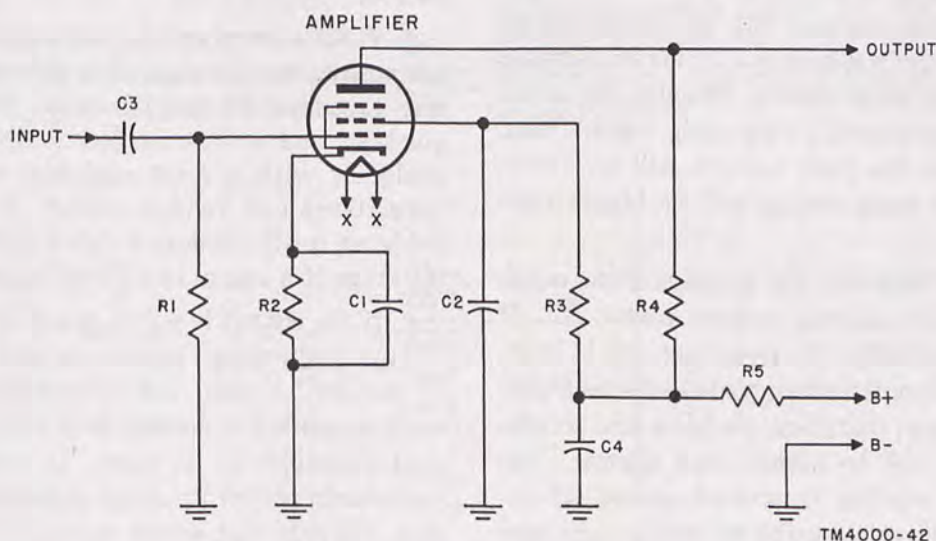 AMPLIFIER
OUTPUT
C3
INPUT
X X
R1
R2
C1
C2
R3
R4
R5
B+
C4
B-
TM4000-42